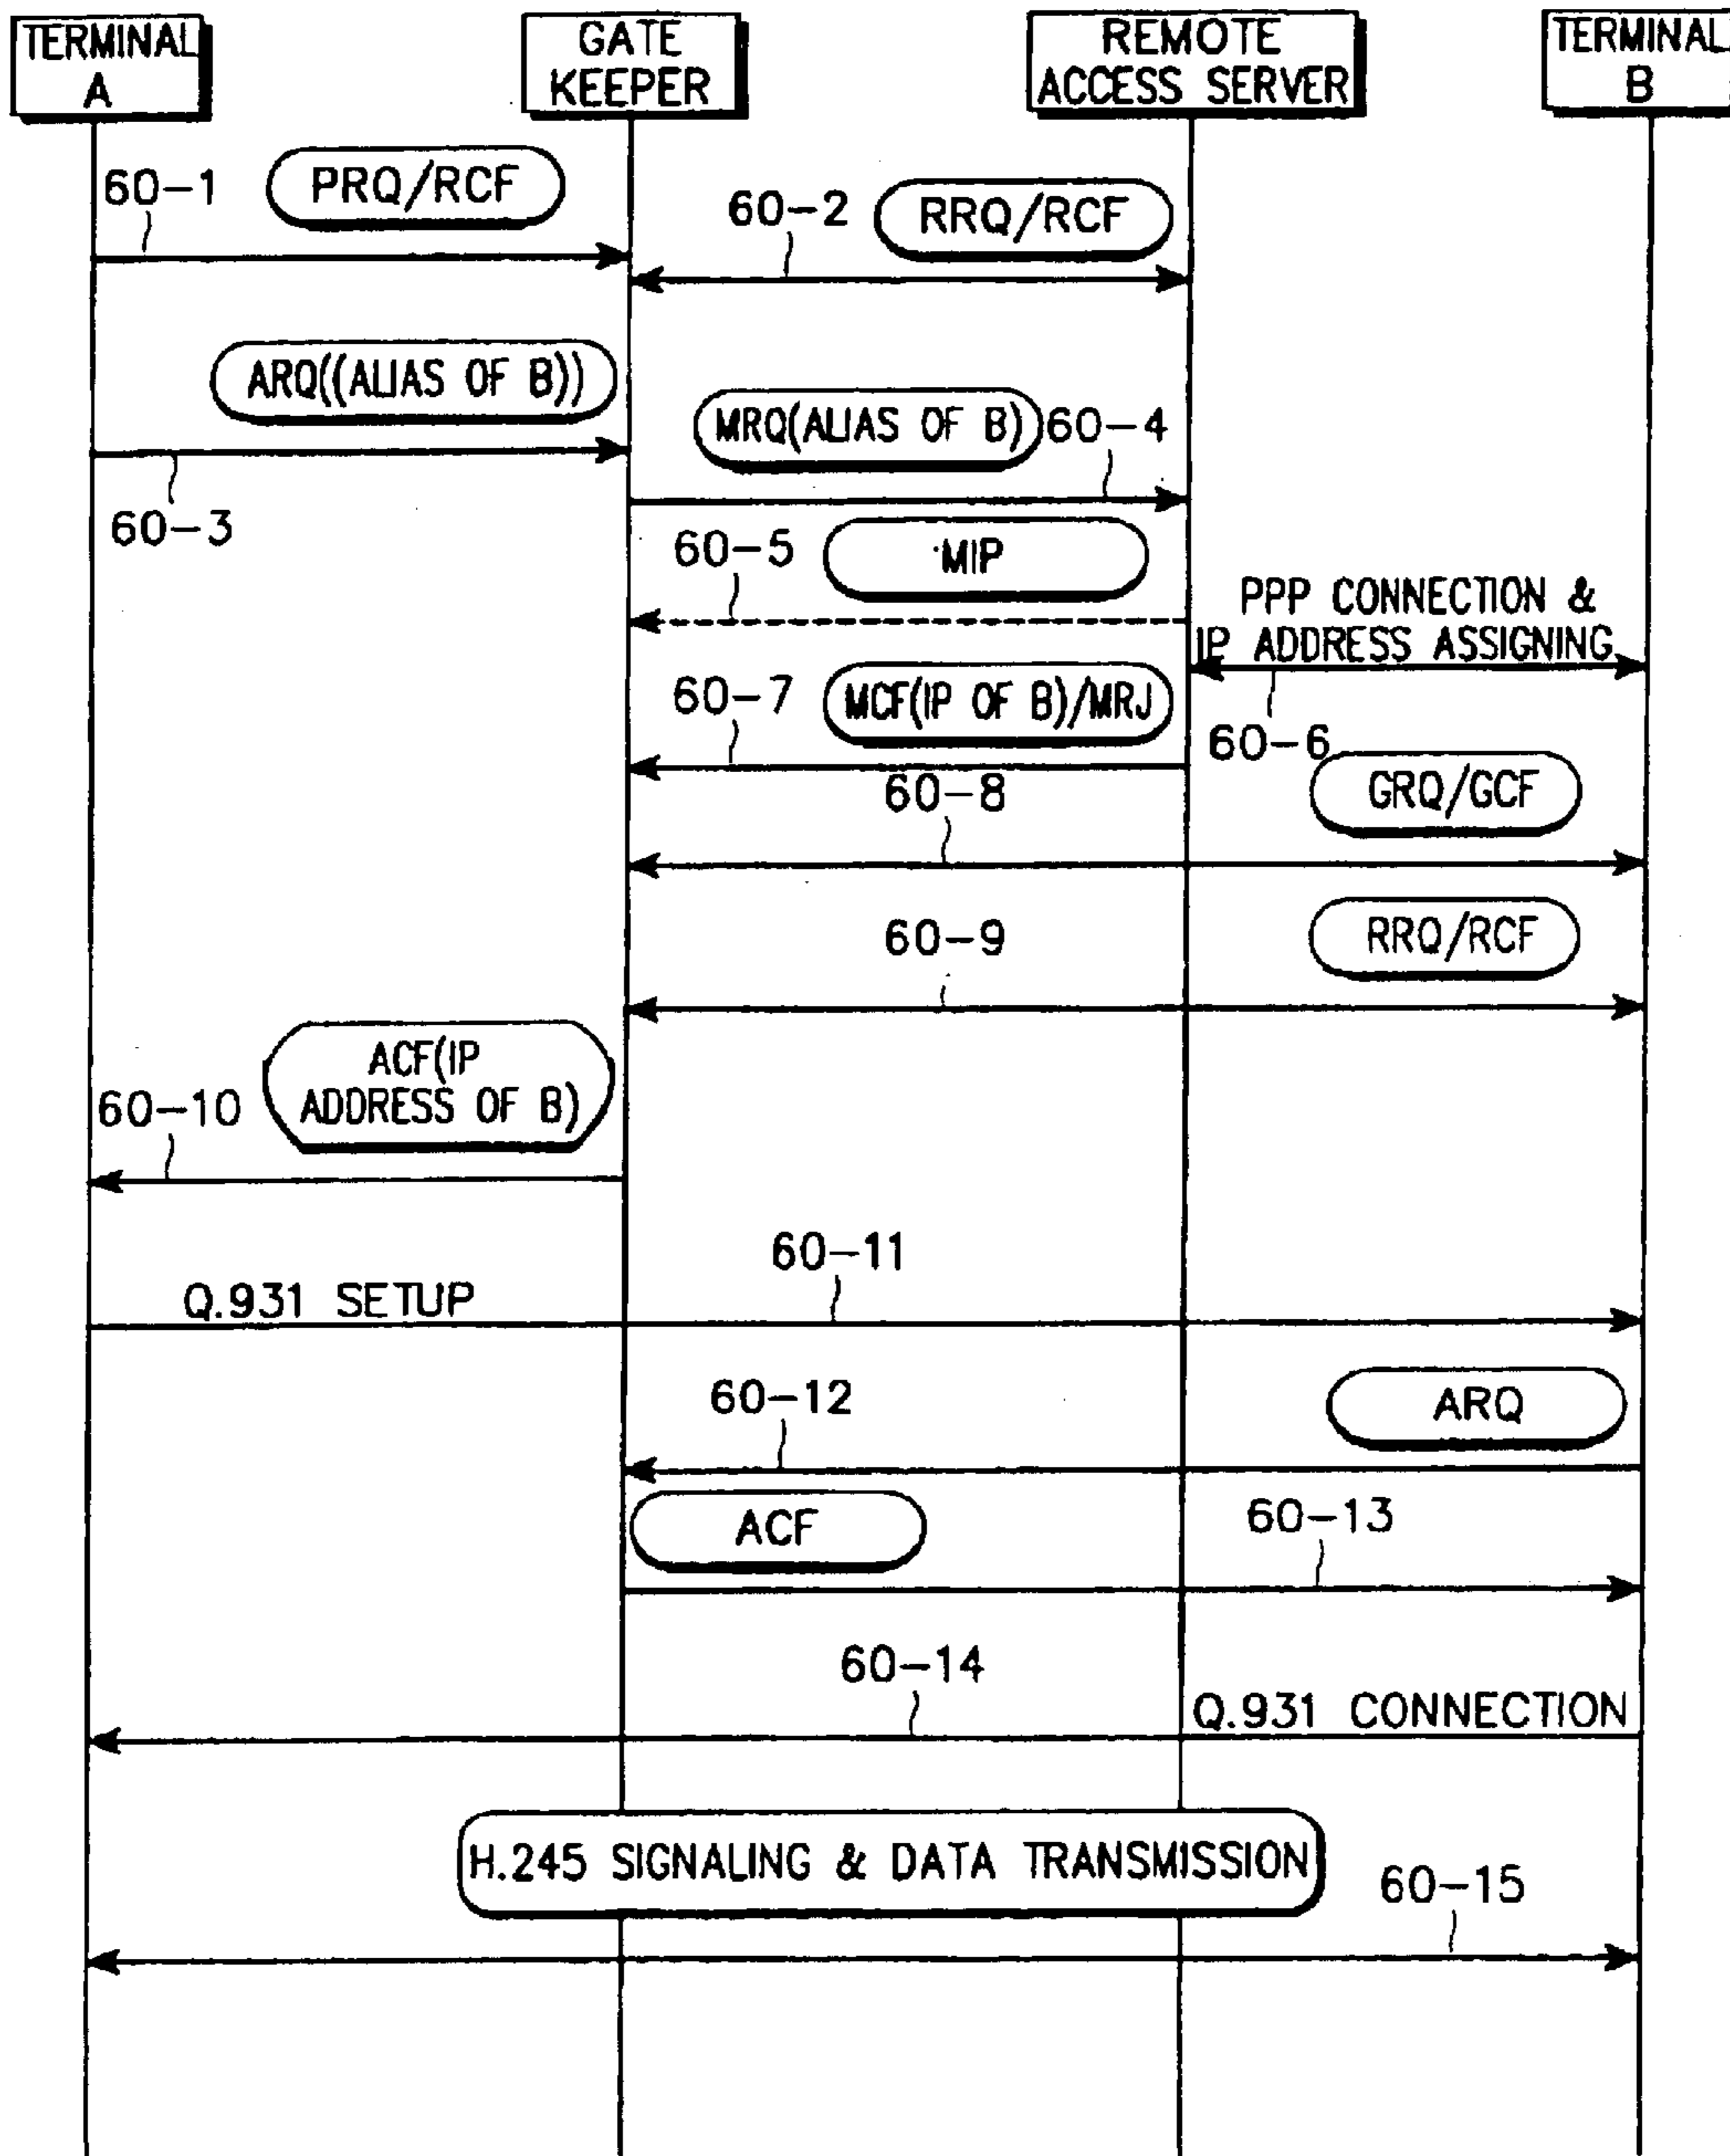 TERMINAL
A
GATE
KEEPER
REMOTE
ACCESS SERVER
TERMINAL
B
60-1
PRQ/RCF
60-2
RRQ/RCF
ARQ((ALIAS OF B))
60-3
MRQ(ALIAS OF B)
60-4
60-5
MIP
PPP CONNECTION &
IP ADDRESS ASSIGNING
60-6
60-7
MCF(IP OF B)/MRJ
60-8
GRQ/GCF
60-9
RRQ/RCF
ACF(IP
ADDRESS OF B)
60-10
60-11
Q.931 SETUP
60-12
ARQ
ACF
60-13
60-14
Q.931 CONNECTION
H.245 SIGNALING & DATA TRANSMISSION
60-15